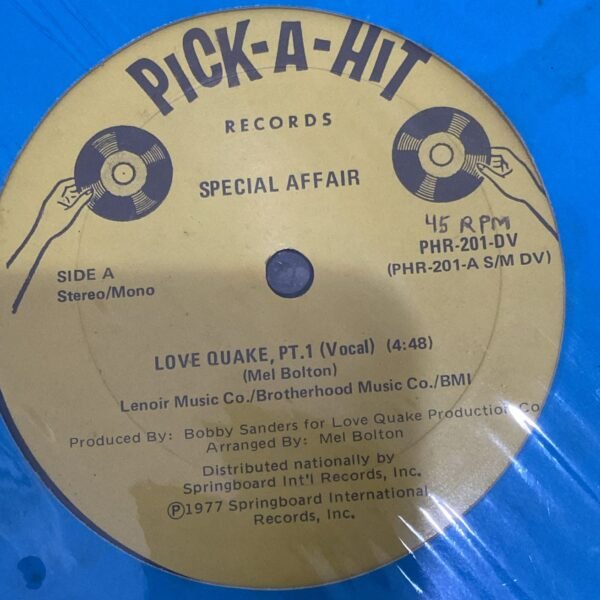 PiCK-A-HiT
RECORDS
SPECIAL AFFAIR
45 RPM
PHR-201-DV
(PHR-201-A S/M DV)
SIDE A
Stereo/Mono
LOVE QUAKE, PT.1 (Vocal) (4:48)
(Mel Bolton)
Lenoir Music Co./Brotherhood Music Co./BMI
Produced By: Bobby Sanders for Love Quake Production Co
Arranged By: Mel Bolton
Distributed nationally by
Springboard Int'l Records, Inc.
Ⓟ1977 Springboard International
Records, Inc.